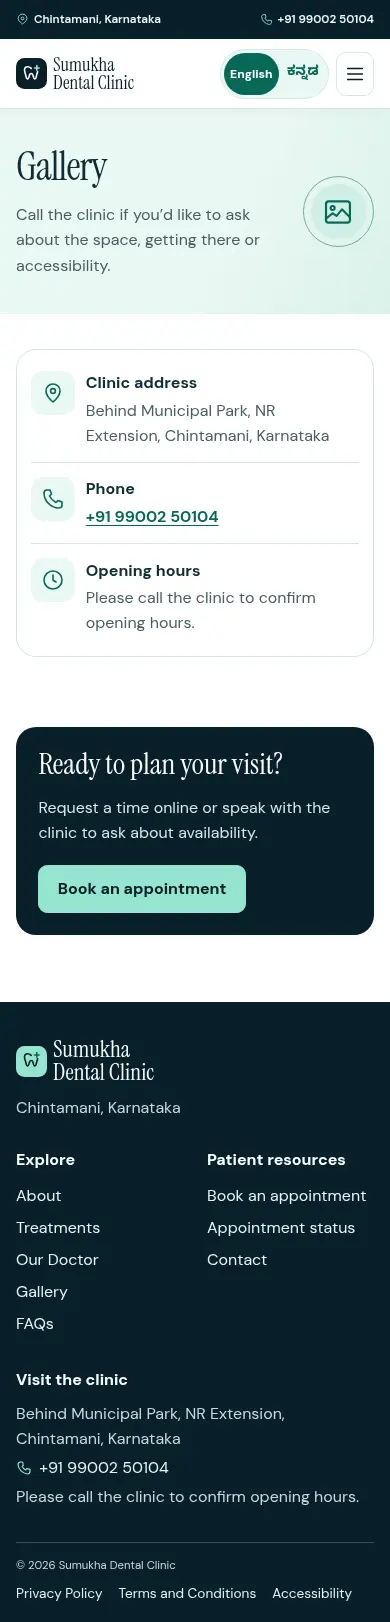 Chintamani, Karnataka
+91 99002 50104
Sumukha
Dental Clinic
English
ಕನ್ನಡ
Gallery
Call the clinic if you’d like to ask
about the space, getting there or
accessibility.
Clinic address
Behind Municipal Park, NR
Extension, Chintamani, Karnataka
Phone
+91 99002 50104
Opening hours
Please call the clinic to confirm
opening hours.
Ready to plan your visit?
Request a time online or speak with the
clinic to ask about availability.
Book an appointment
Sumukha
Dental Clinic
Chintamani, Karnataka
Explore
About
Treatments
Our Doctor
Gallery
FAQs
Patient resources
Book an appointment
Appointment status
Contact
Visit the clinic
Behind Municipal Park, NR Extension,
Chintamani, Karnataka
+91 99002 50104
Please call the clinic to confirm opening hours.
© 2026 Sumukha Dental Clinic
Privacy Policy
Terms and Conditions
Accessibility